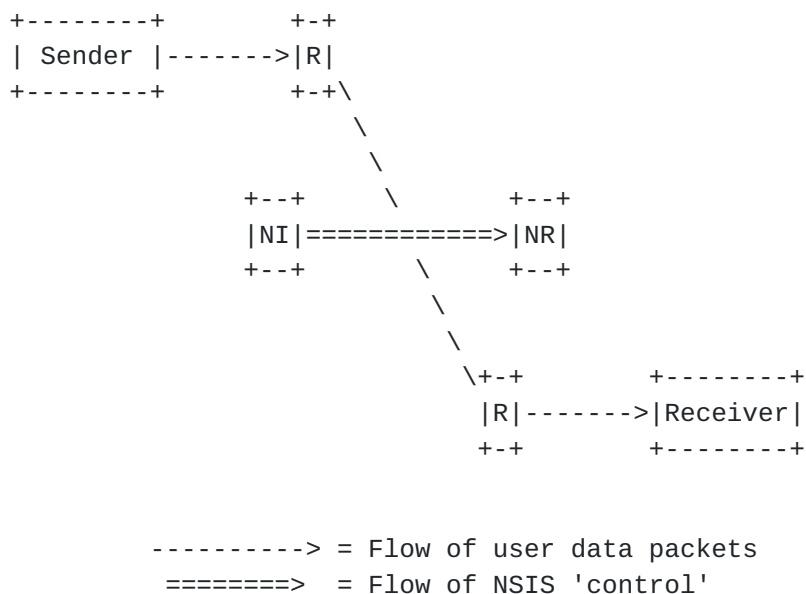 +--------+        +-+
| Sender |------->|R|
+--------+        +-+\
                      \
                       \
               +--+     \       +--+
               |NI|============>|NR|
               +--+       \     +--+
                           \
                            \
                             \+-+        +--------+
                              |R|------->|Receiver|
                              +-+        +--------+
----------> = Flow of user data packets
========>  = Flow of NSIS 'control'